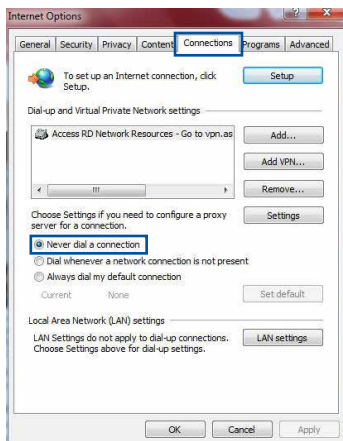 Internet Options
General Security Privacy Content Connections Programs Advanced
To set up an Internet connection, click
Setup.
Setup
Dial-up and Virtual Private Network settings
Access RD Network Resources - Go to vpn.as
Add...
Add VPN...
Remove...
Choose Settings if you need to configure a proxy
server for a connection.
Settings
Never dial a connection
Dial whenever a network connection is not present
Always dial my default connection
Current None
Set default
Local Area Network (LAN) settings
LAN Settings do not apply to dial-up connections.
Choose Settings above for dial-up settings.
LAN settings
OK Cancel Apply